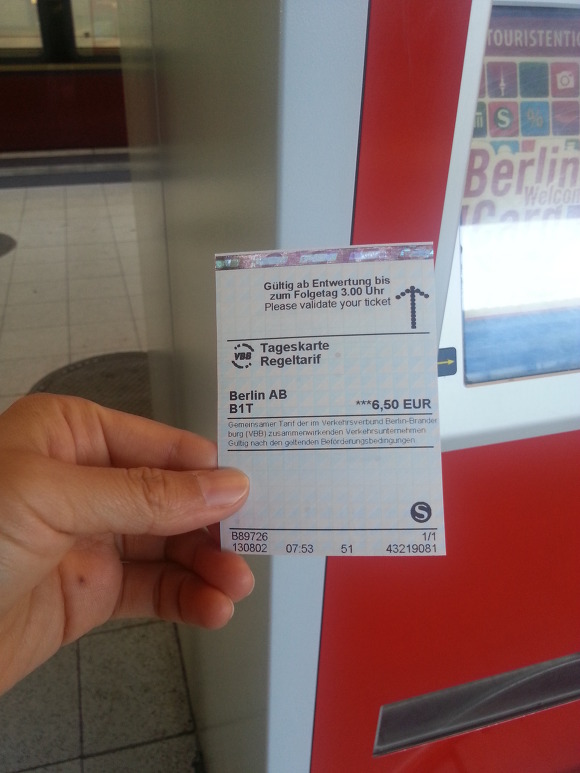 TOURISTENTIC
S
%
Berlin
Welcom
Gültig ab Entwertung bis
zum Folgetag 3.00 Uhr
Please validate your ticket
VBB
Tageskarte
Regeltarif
Berlin AB
B1T ***6,50 EUR
Gemeinsamer Tarif der im Verkehrsverbund Berlin-Brander
burg (VBB) zusammenwirkenden Verkehrsunternehmen.
Gültig nach den geltenden Beförderungsbedingungen.
S
B89726 1/1
130802 07:53 51 43219081